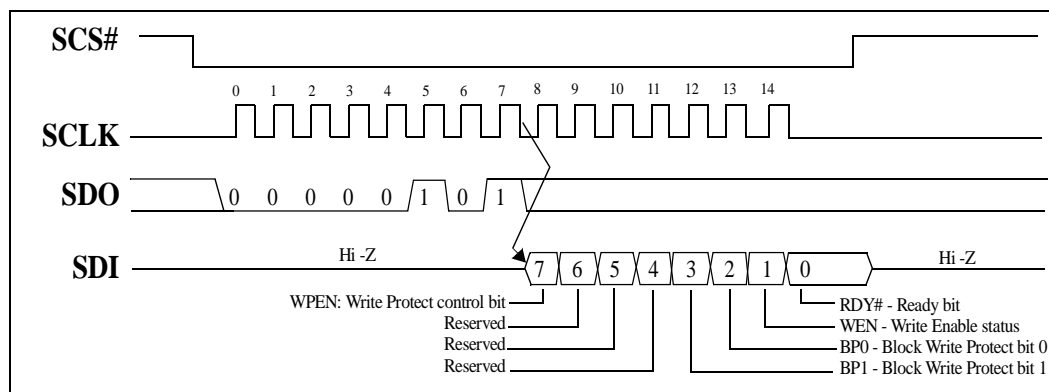 SCS#
0 1 2 3 4 5 6 7 8 9 10 11 12 13 14
SCLK
SDO 0 0 0 0 0 1 0 1
SDI Hi -Z 7 6 5 4 3 2 1 0 Hi -Z
WPEN: Write Protect control bit
Reserved
Reserved
Reserved
RDY# - Ready bit
WEN - Write Enable status
BP0 - Block Write Protect bit 0
BP1 - Block Write Protect bit 1